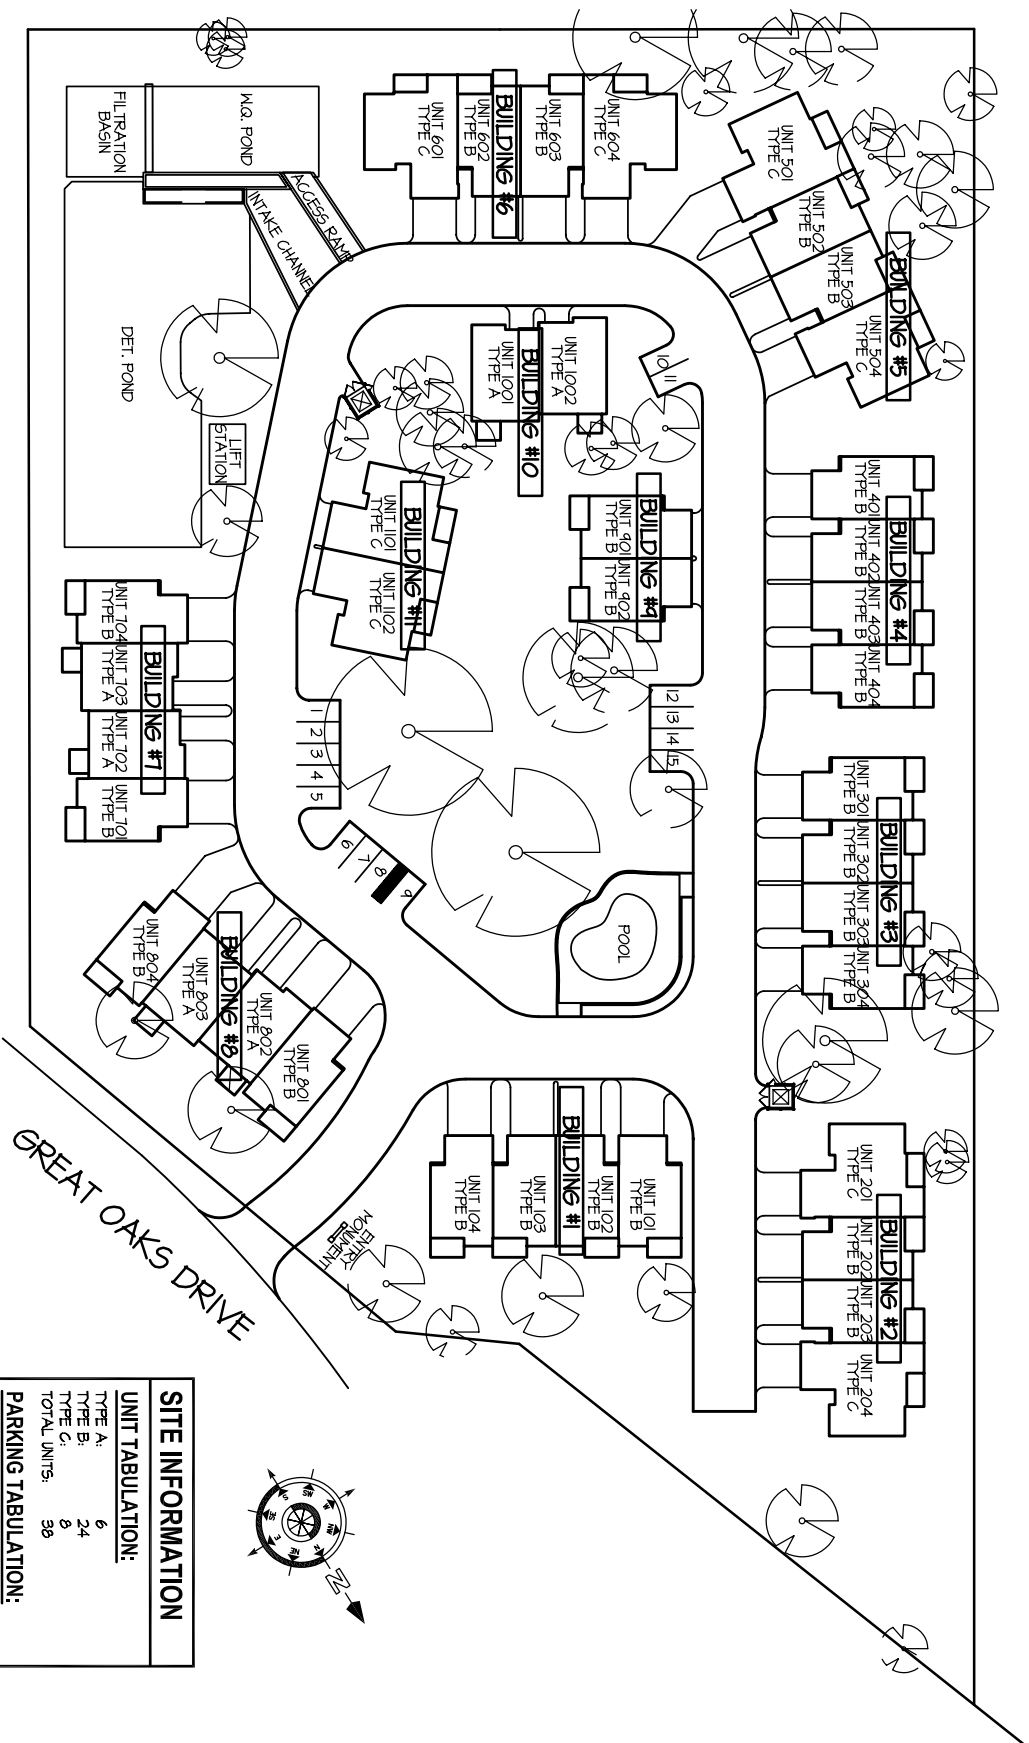 BUILDING #6
UNIT 604
TYPE C
UNIT 603
TYPE B
UNIT 602
TYPE B
UNIT 601
TYPE C
BUILDING #5
UNIT 501
TYPE C
UNIT 502
TYPE B
UNIT 503
TYPE B
UNIT 504
TYPE C
BUILDING #4
UNIT 401
TYPE B
UNIT 402
TYPE B
UNIT 403
TYPE B
UNIT 404
TYPE B
BUILDING #3
UNIT 301
TYPE B
UNIT 302
TYPE B
UNIT 303
TYPE B
UNIT 304
TYPE B
BUILDING #2
UNIT 201
TYPE C
UNIT 202
TYPE B
UNIT 203
TYPE B
UNIT 204
TYPE C
BUILDING #10
UNIT 1002
TYPE A
UNIT 1001
TYPE A
10
11
BUILDING #9
UNIT 901
TYPE B
UNIT 902
TYPE B
12
13
14
15
BUILDING #11
UNIT 1101
TYPE C
UNIT 1102
TYPE C
1
2
3
4
5
6
7
8
9
POOL
BUILDING #1
UNIT 101
TYPE B
UNIT 102
TYPE B
UNIT 103
TYPE B
UNIT 104
TYPE B
ENTRY
MONUMENT
W.Q. POND
FILTRATION
BASIN
ACCESS RAMP
INTAKE CHANNEL
DET. POND
LIFT
STATION
BUILDING #7
UNIT 704
TYPE B
UNIT 703
TYPE A
UNIT 702
TYPE A
UNIT 701
TYPE B
BUILDING #8
UNIT 804
TYPE B
UNIT 803
TYPE A
UNIT 802
TYPE A
UNIT 801
TYPE B
GREAT OAKS DRIVE
N
N
NE
E
SE
S
SW
W
NW
SITE INFORMATION
UNIT TABULATION:
TYPE A: 6
TYPE B: 24
TYPE C: 8
TOTAL UNITS: 38
PARKING TABULATION: